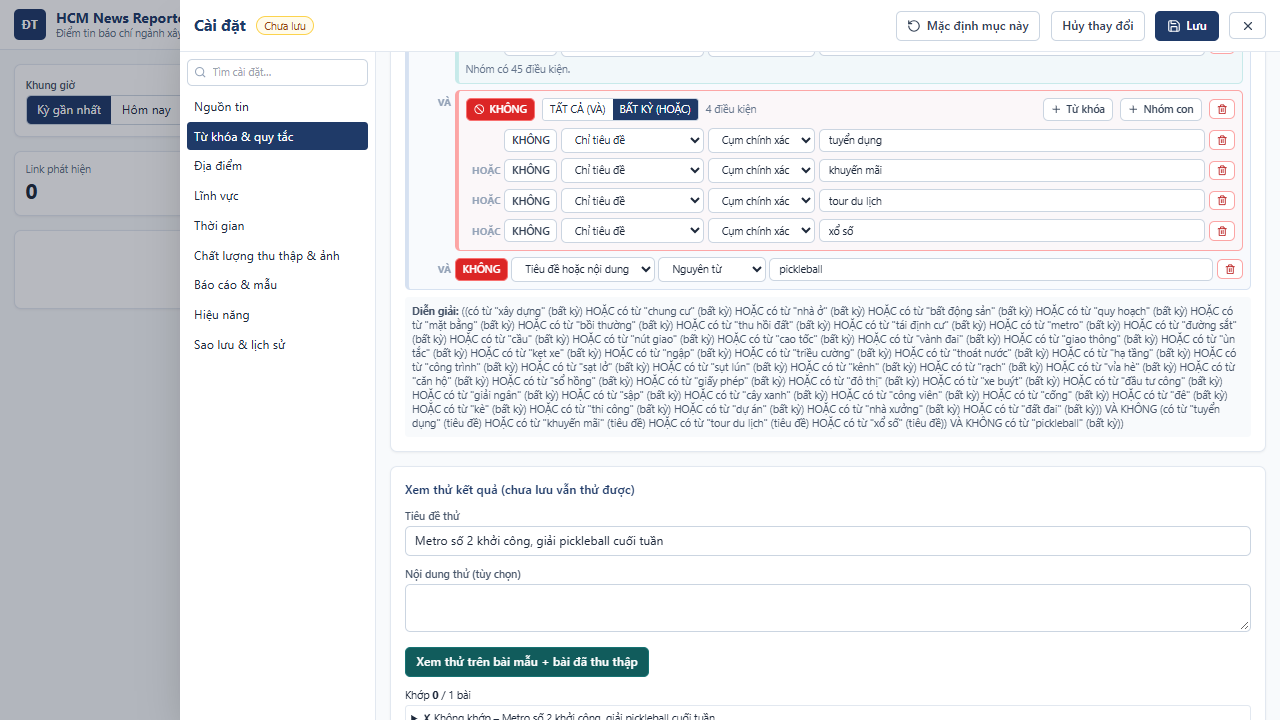 ĐT
HCM News Reporte
Điểm tin báo chí ngành xây
Khung giờ
Kỳ gần nhất
Hôm nay
Link phát hiện
0
Cài đặt
Chưa lưu
Mặc định mục này
Hủy thay đổi
Lưu
Tìm cài đặt...
Nguồn tin
Từ khóa & quy tắc
Địa điểm
Lĩnh vực
Thời gian
Chất lượng thu thập & ảnh
Báo cáo & mẫu
Hiệu năng
Sao lưu & lịch sử
Nhóm có 45 điều kiện.
VÀ KHÔNG TẤT CẢ (VÀ) BẤT KỲ (HOẶC) 4 điều kiện + Từ khóa + Nhóm con
KHÔNG Chỉ tiêu đề Cụm chính xác tuyển dụng
HOẶC KHÔNG Chỉ tiêu đề Cụm chính xác khuyến mãi
HOẶC KHÔNG Chỉ tiêu đề Cụm chính xác tour du lịch
HOẶC KHÔNG Chỉ tiêu đề Cụm chính xác xổ số
VÀ KHÔNG Tiêu đề hoặc nội dung Nguyên từ pickleball
Diễn giải: ((có từ "xây dựng" (bất kỳ) HOẶC có từ "chung cư" (bất kỳ) HOẶC có từ "nhà ở" (bất kỳ) HOẶC có từ "bất động sản" (bất kỳ) HOẶC có từ "quy hoạch" (bất kỳ) HOẶC có
từ "mặt bằng" (bất kỳ) HOẶC có từ "bồi thường" (bất kỳ) HOẶC có từ "thu hồi đất" (bất kỳ) HOẶC có từ "tái định cư" (bất kỳ) HOẶC có từ "metro" (bất kỳ) HOẶC có từ "đường sắt"
(bất kỳ) HOẶC có từ "cầu" (bất kỳ) HOẶC có từ "nút giao" (bất kỳ) HOẶC có từ "cao tốc" (bất kỳ) HOẶC có từ "vành đai" (bất kỳ) HOẶC có từ "giao thông" (bất kỳ) HOẶC có từ "ùn
tắc" (bất kỳ) HOẶC có từ "kẹt xe" (bất kỳ) HOẶC có từ "ngập" (bất kỳ) HOẶC có từ "triều cường" (bất kỳ) HOẶC có từ "thoát nước" (bất kỳ) HOẶC có từ "hạ tầng" (bất kỳ) HOẶC có
từ "công trình" (bất kỳ) HOẶC có từ "sạt lở" (bất kỳ) HOẶC có từ "sụt lún" (bất kỳ) HOẶC có từ "kênh" (bất kỳ) HOẶC có từ "rạch" (bất kỳ) HOẶC có từ "vỉa hè" (bất kỳ) HOẶC có từ
"căn hộ" (bất kỳ) HOẶC có từ "sổ hồng" (bất kỳ) HOẶC có từ "giấy phép" (bất kỳ) HOẶC có từ "đô thị" (bất kỳ) HOẶC có từ "xe buýt" (bất kỳ) HOẶC có từ "đầu tư công" (bất kỳ)
HOẶC có từ "giải ngân" (bất kỳ) HOẶC có từ "sập" (bất kỳ) HOẶC có từ "cây xanh" (bất kỳ) HOẶC có từ "công viên" (bất kỳ) HOẶC có từ "cống" (bất kỳ) HOẶC có từ "đê" (bất kỳ)
HOẶC có từ "kè" (bất kỳ) HOẶC có từ "thi công" (bất kỳ) HOẶC có từ "dự án" (bất kỳ) HOẶC có từ "nhà xưởng" (bất kỳ) HOẶC có từ "đất đai" (bất kỳ)) VÀ KHÔNG (có từ "tuyển
dụng" (tiêu đề) HOẶC có từ "khuyến mãi" (tiêu đề) HOẶC có từ "tour du lịch" (tiêu đề) HOẶC có từ "xổ số" (tiêu đề)) VÀ KHÔNG có từ "pickleball" (bất kỳ))
Xem thử kết quả (chưa lưu vẫn thử được)
Tiêu đề thử
Metro số 2 khởi công, giải pickleball cuối tuần
Nội dung thử (tùy chọn)
Xem thử trên bài mẫu + bài đã thu thập
Khớp 0 / 1 bài
▶ ✗ Không khớp – Metro số 2 khởi công, giải pickleball cuối tuần